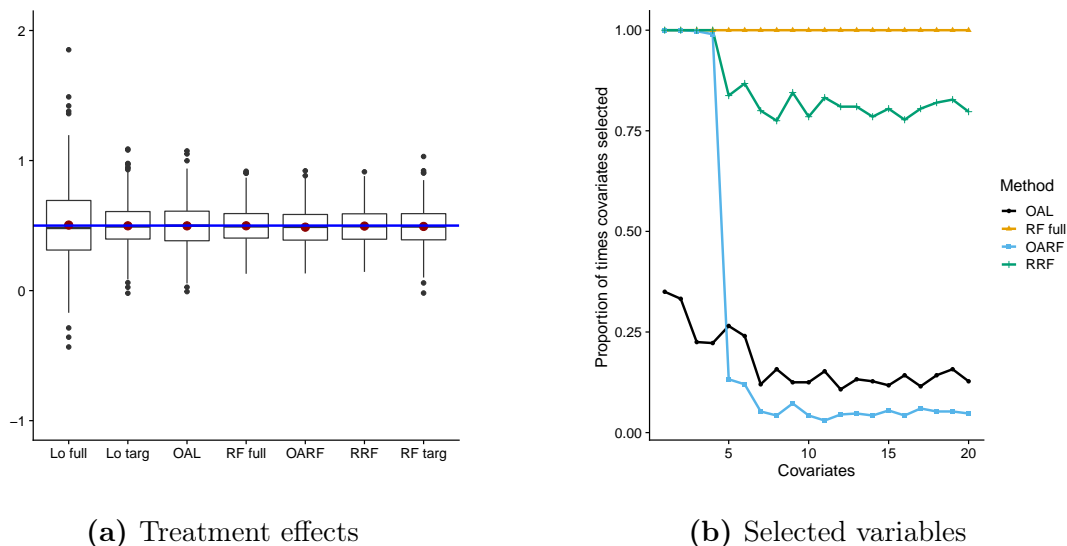 2
1
0
−1
Lo full Lo targ OAL RF full OARF RRF RF targ
(a) Treatment effects
1.00
0.75
0.50
0.25
0.00
Proportion of times covariates selected
5 10 15 20
Covariates
Method
OAL
RF full
OARF
RRF
(b) Selected variables